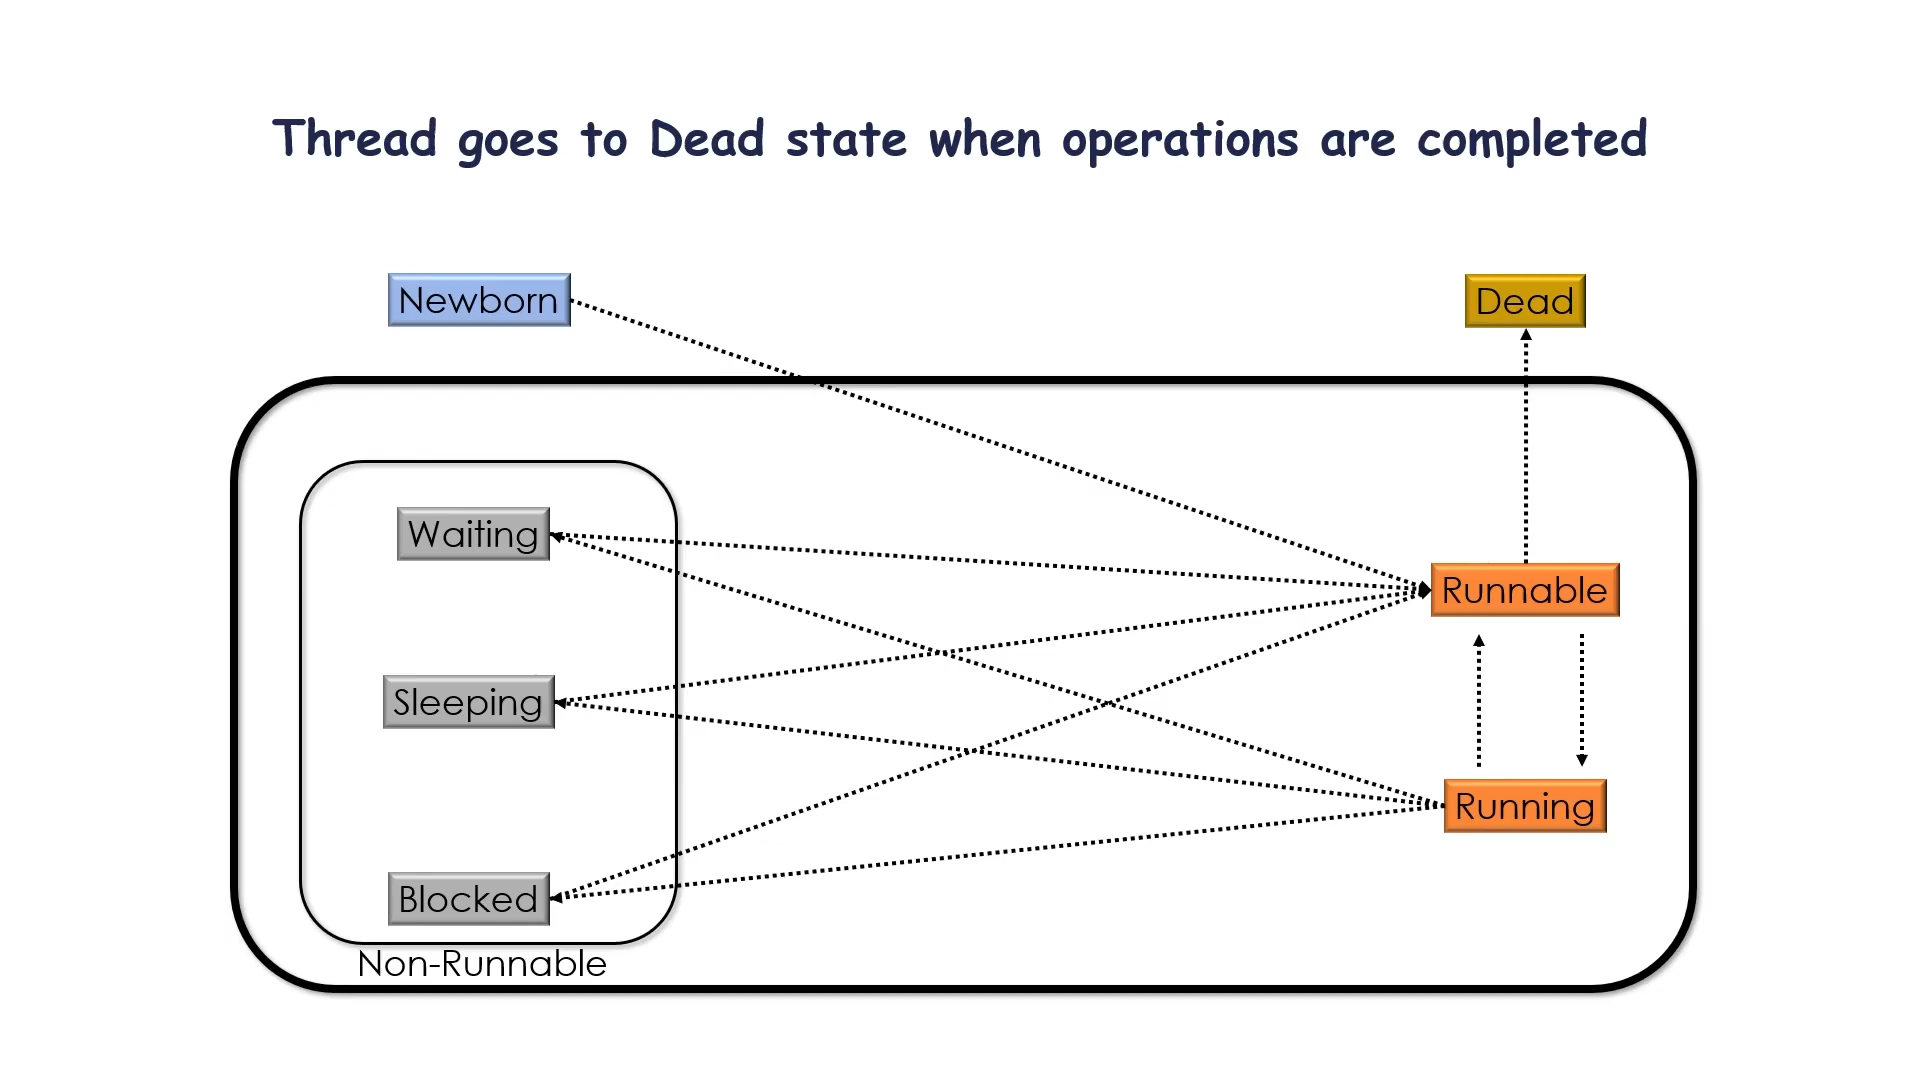 Thread goes to Dead state when operations are completed
Newborn
Dead
Waiting
Runnable
Sleeping
Running
Blocked
Non-Runnable